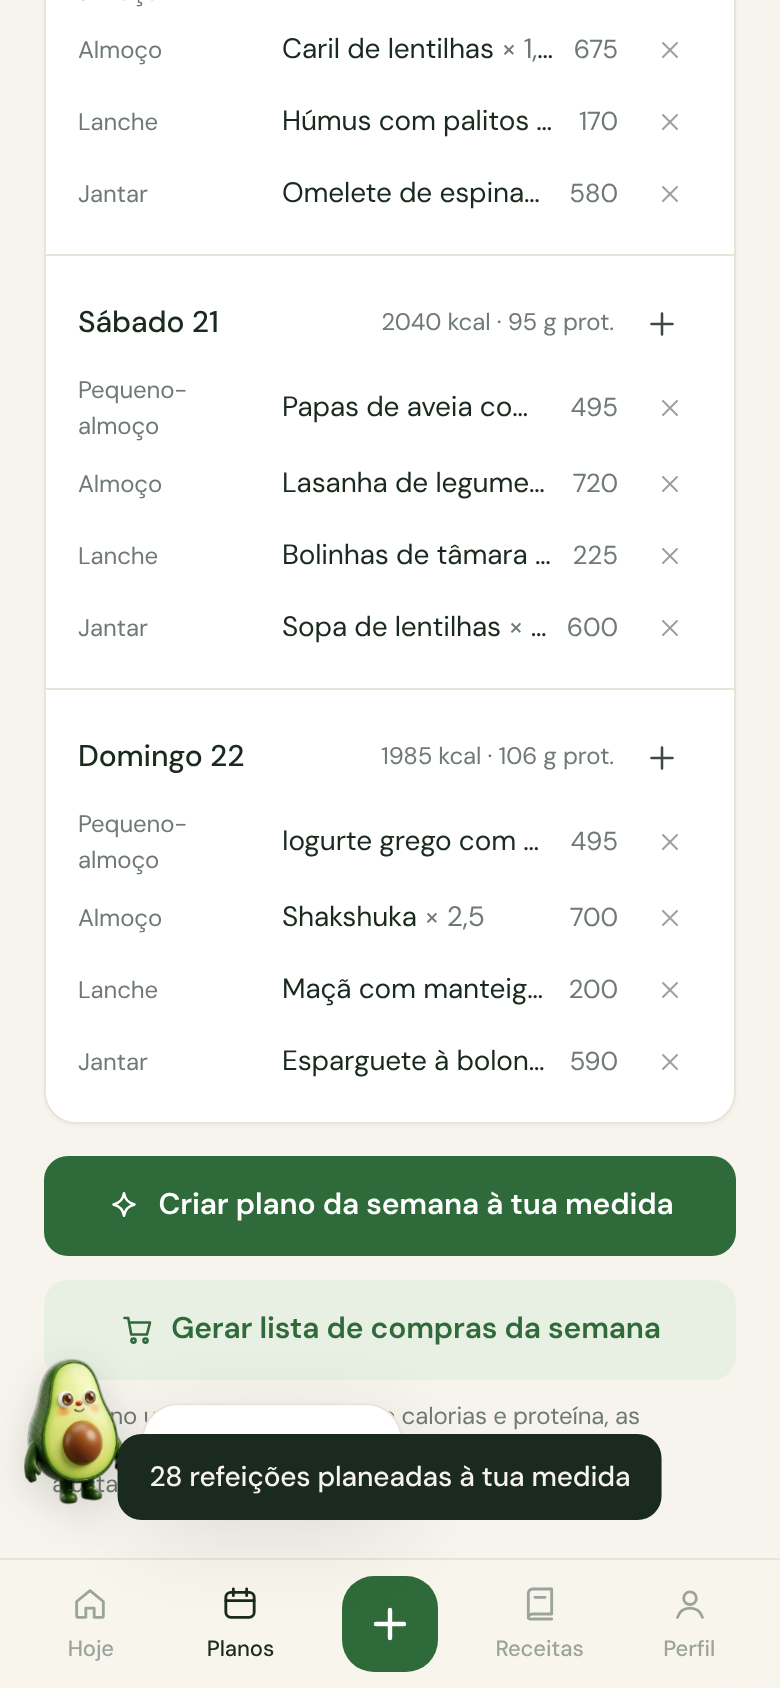 Almoço Caril de lentilhas × 1,... 675
Lanche Húmus com palitos ... 170
Jantar Omelete de espina... 580
Sábado 21 2040 kcal · 95 g prot.
Pequeno-
almoço Papas de aveia co... 495
Almoço Lasanha de legume... 720
Lanche Bolinhas de tâmara ... 225
Jantar Sopa de lentilhas × ... 600
Domingo 22 1985 kcal · 106 g prot.
Pequeno-
almoço Iogurte grego com ... 495
Almoço Shakshuka × 2,5 700
Lanche Maçã com manteig... 200
Jantar Esparguete à bolon... 590
Criar plano da semana à tua medida
Gerar lista de compras da semana
calorias e proteína, as
28 refeições planeadas à tua medida
Hoje Planos Receitas Perfil